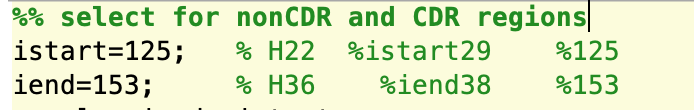 %% select for nonCDR and CDR regions
istart=125;   % H22  %istart29    %125
iend=153;     % H36    %iend38    %153